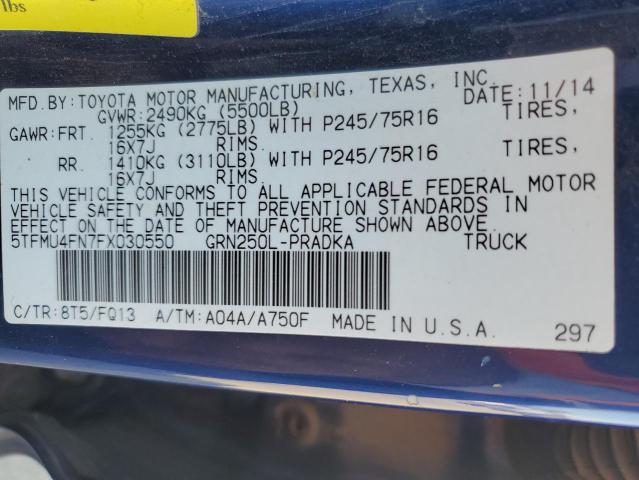 lbs
MFD.BY:TOYOTA MOTOR MANUFACTURING, TEXAS, INC.
DATE:11/14
GVWR:2490KG (5500LB)
GAWR:FRT. 1255KG (2775LB) WITH P245/75R16 TIRES,
16X7J RIMS.
RR. 1410KG (3110LB) WITH P245/75R16 TIRES,
16X7J RIMS.
THIS VEHICLE CONFORMS TO ALL APPLICABLE FEDERAL MOTOR
VEHICLE SAFETY AND THEFT PREVENTION STANDARDS IN
EFFECT ON THE DATE OF MANUFACTURE SHOWN ABOVE.
5TFMU4FN7FX030550 GRN250L-PRADKA TRUCK
C/TR:8T5/FQ13 A/TM:A04A/A750F MADE IN U.S.A.
297